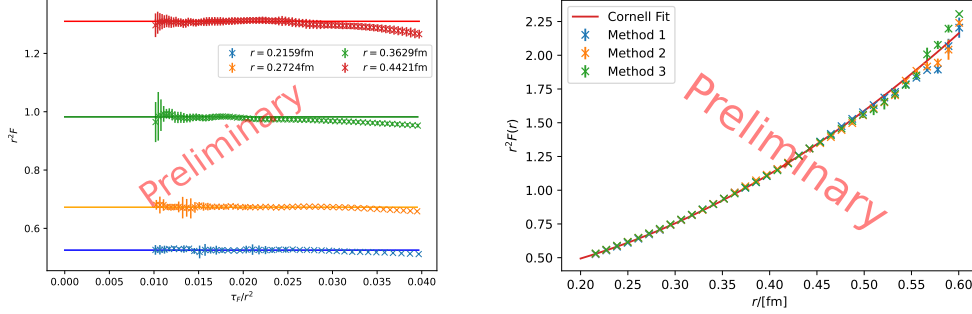 1.2
1.0
0.8
0.6
r²F
r = 0.2159fm
r = 0.2724fm
r = 0.3629fm
r = 0.4421fm
Preliminary
0.000 0.005 0.010 0.015 0.020 0.025 0.030 0.035 0.040
τ_F/r²
2.25
2.00
1.75
1.50
1.25
1.00
0.75
0.50
r²F(r)
Cornell Fit
Method 1
Method 2
Method 3
Preliminary
0.20 0.25 0.30 0.35 0.40 0.45 0.50 0.55 0.60
r/[fm]